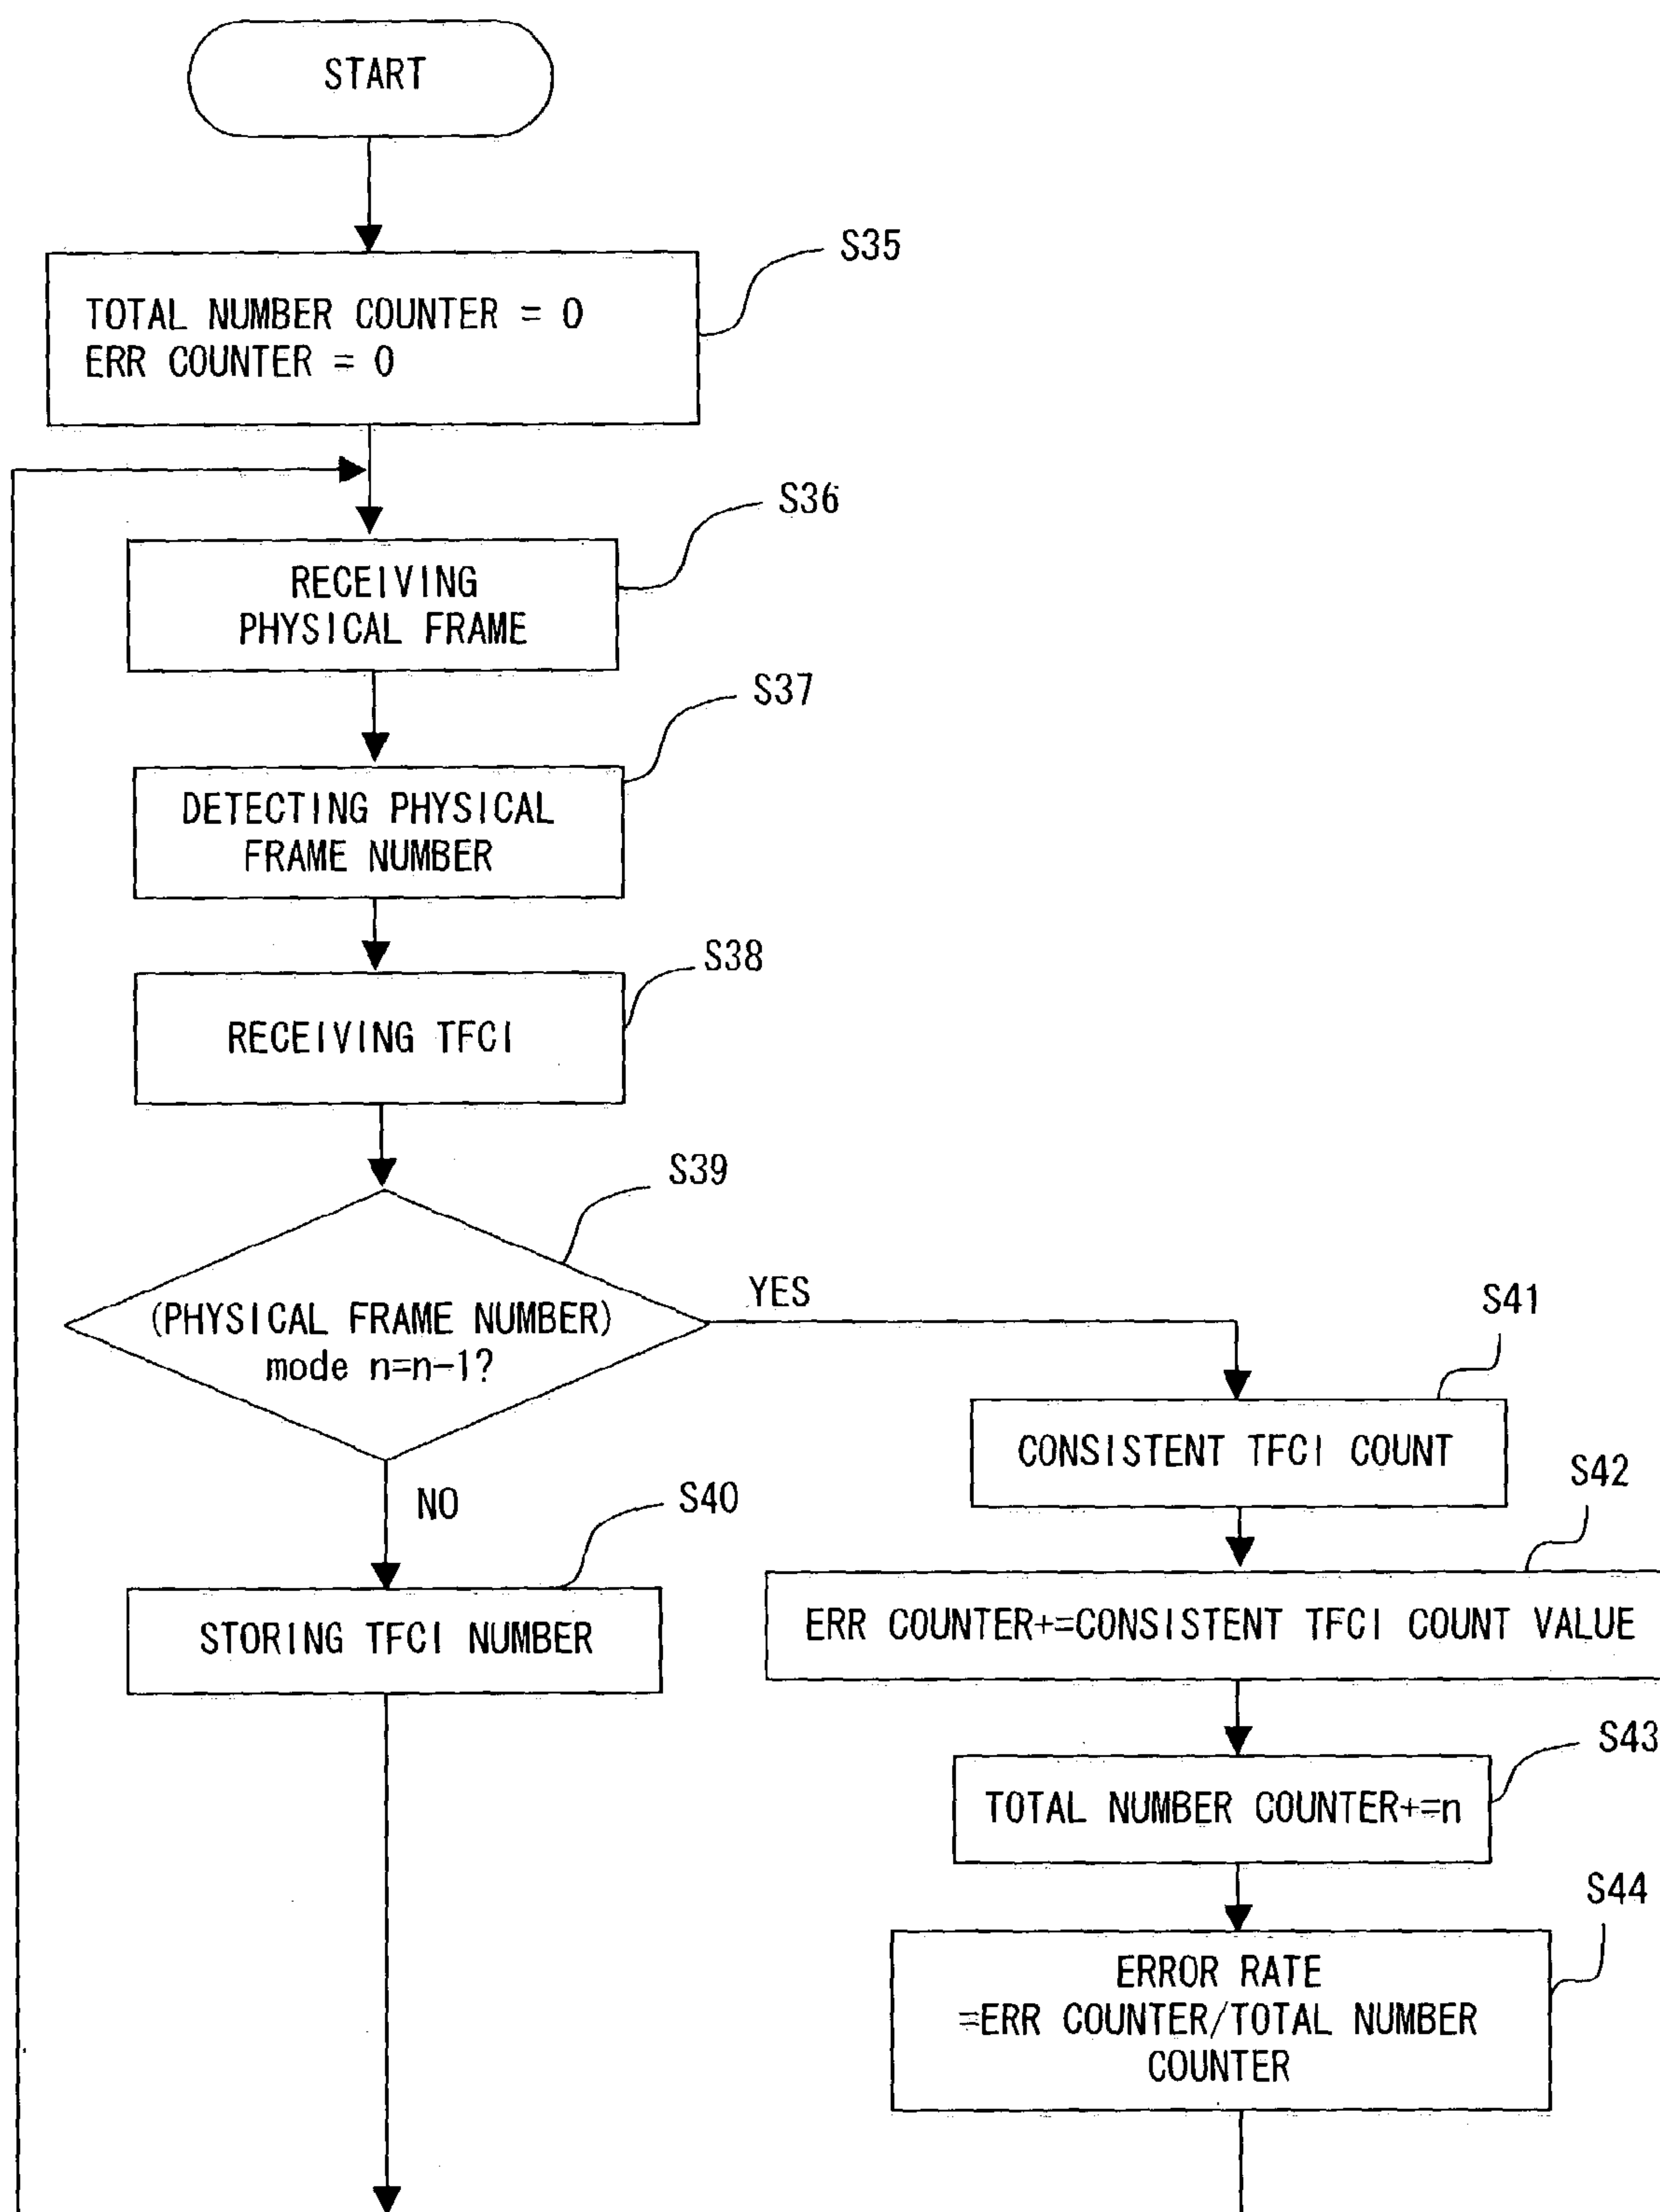 START
S35
TOTAL NUMBER COUNTER = 0
ERR COUNTER = 0
S36
RECEIVING
PHYSICAL FRAME
S37
DETECTING PHYSICAL
FRAME NUMBER
S38
RECEIVING TFCI
S39
(PHYSICAL FRAME NUMBER)
mode n=n-1?
YES
NO
S40
STORING TFCI NUMBER
S41
CONSISTENT TFCI COUNT
S42
ERR COUNTER+=CONSISTENT TFCI COUNT VALUE
S43
TOTAL NUMBER COUNTER+=n
S44
ERROR RATE
=ERR COUNTER/TOTAL NUMBER
COUNTER